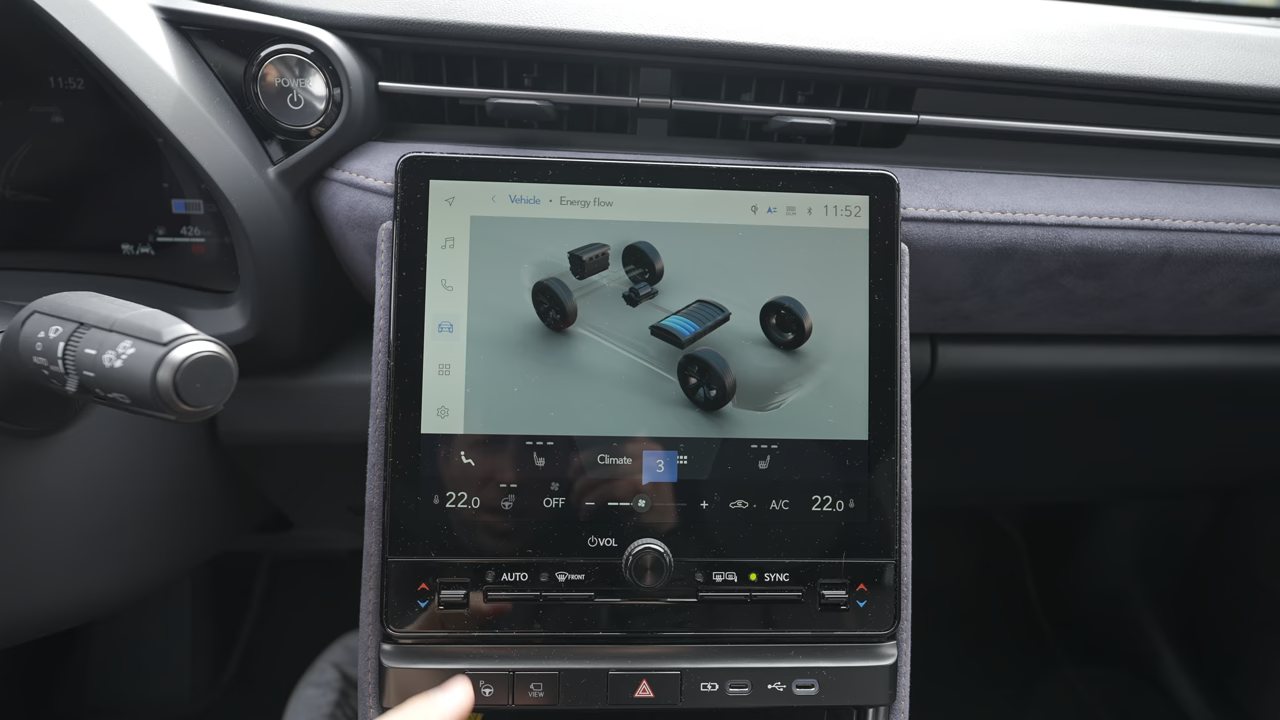 11:52
POWER
Vehicle • Energy flow
11:52
426
Climate
3
22.0
OFF
A/C
22.0
VOL
AUTO
FRONT
SYNC
P
VIEW